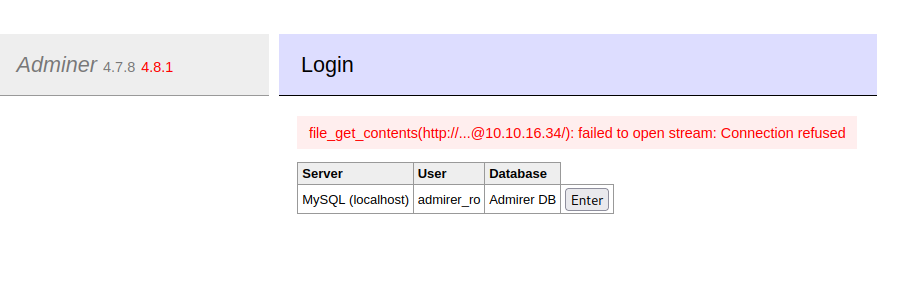 Adminer 4.7.8 4.8.1
Login
file_get_contents(http://...@10.10.16.34/): failed to open stream: Connection refused
Server User Database
MySQL (localhost) admirer_ro Admirer DB Enter